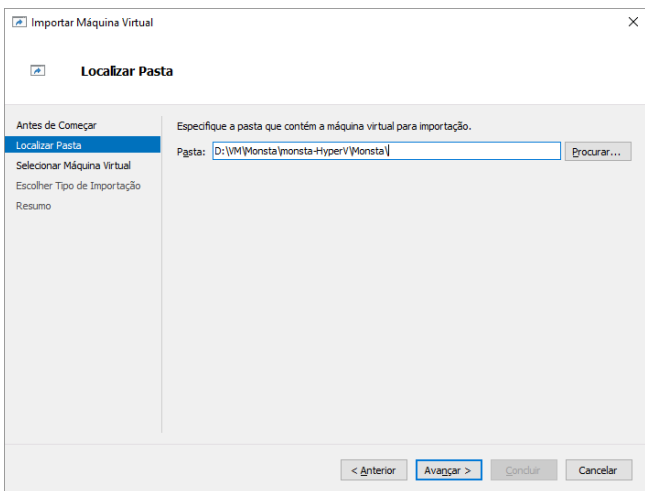 Importar Máquina Virtual
Localizar Pasta
Antes de Começar
Localizar Pasta
Selecionar Máquina Virtual
Escolher Tipo de Importação
Resumo
Especifique a pasta que contém a máquina virtual para importação.
Pasta: D:\VM\Monsta\monsta-HyperV\Monsta\ Procurar...
< Anterior Avançar > Concluir Cancelar